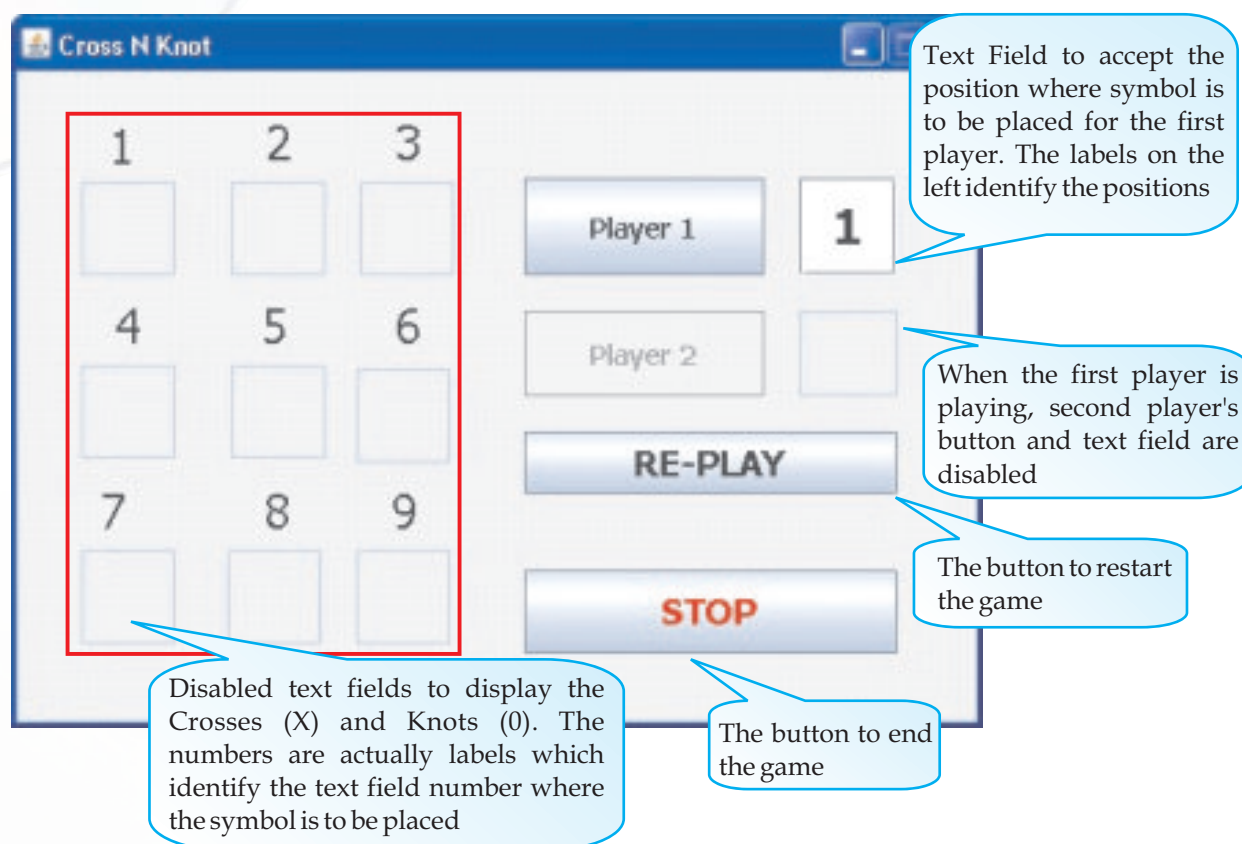 Cross N Knot
Text Field to accept the
position where symbol is
to be placed for the first
player. The labels on the
left identify the positions
1 2 3
Player 1 1
4 5 6
Player 2
When the first player is
playing, second player's
button and text field are
disabled
RE-PLAY
7 8 9
The button to restart
the game
STOP
Disabled text fields to display the
Crosses (X) and Knots (0). The
numbers are actually labels which
identify the text field number where
the symbol is to be placed
The button to end
the game